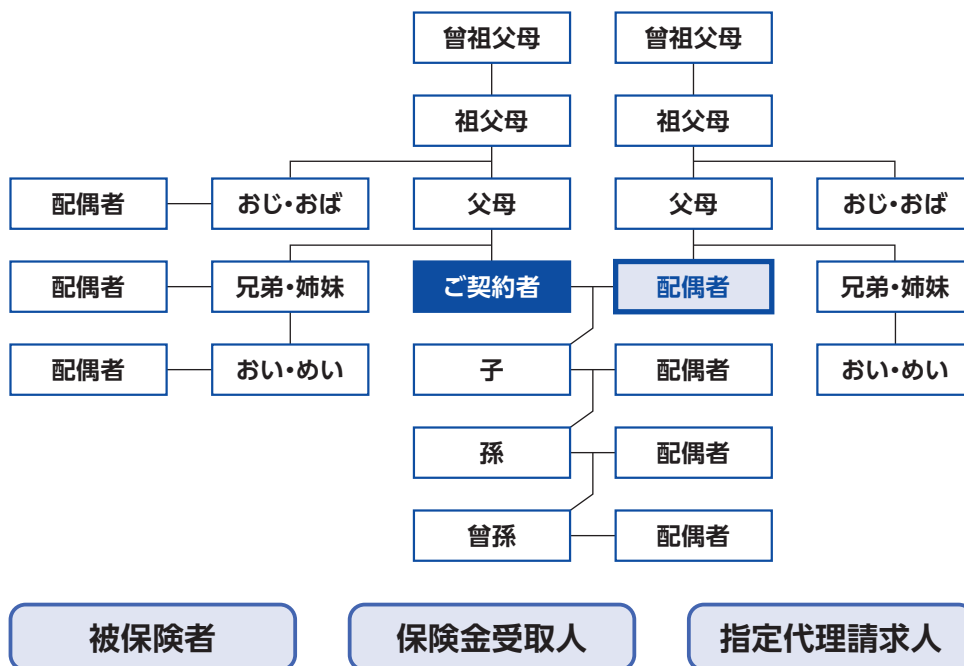 曾祖父母
曾祖父母
祖父母
祖父母
配偶者
おじ・おば
父母
父母
おじ・おば
配偶者
兄弟・姉妹
ご契約者
配偶者
兄弟・姉妹
配偶者
おい・めい
子
配偶者
おい・めい
孫
配偶者
曾孫
配偶者
被保険者
保険金受取人
指定代理請求人